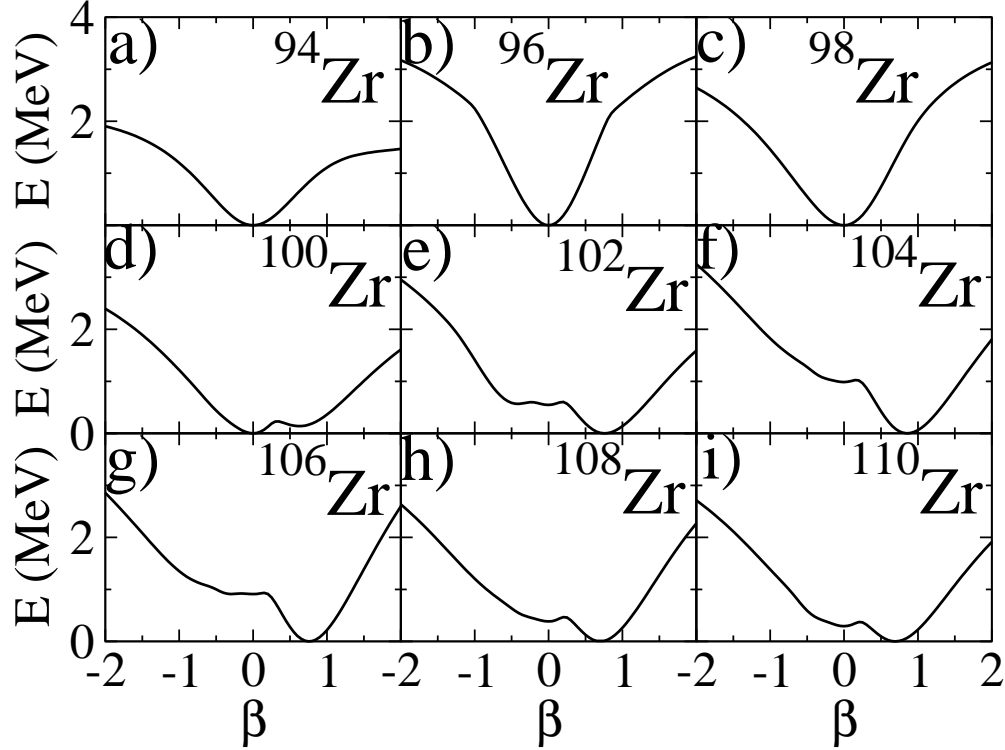 4
a) ⁹⁴Zr b) ⁹⁶Zr c) ⁹⁸Zr
E (MeV)
2
d) ¹⁰⁰Zr e) ¹⁰²Zr f) ¹⁰⁴Zr
E (MeV)
2
0
g) ¹⁰⁶Zr h) ¹⁰⁸Zr i) ¹¹⁰Zr
E (MeV)
2
0
-2 -1 0 1 -2 -1 0 1 -2 -1 0 1 2
β β β